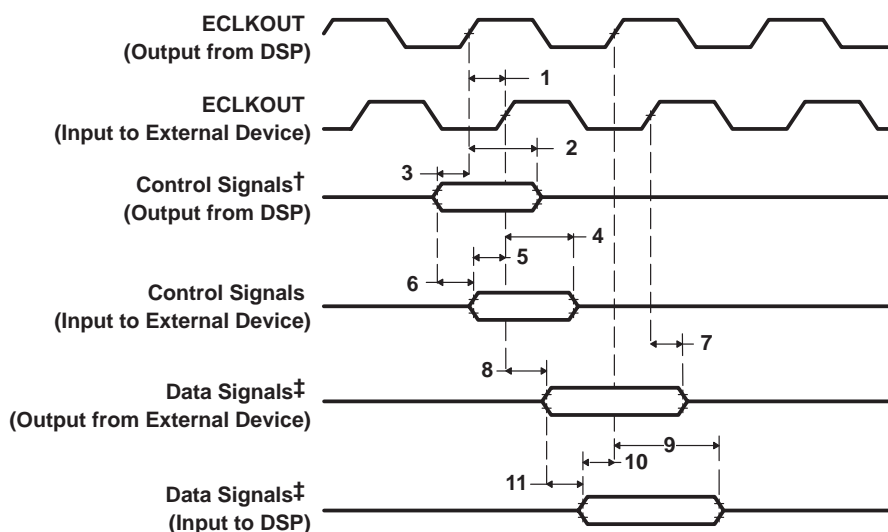 ECLKOUT
(Output from DSP)
1
ECLKOUT
(Input to External Device)
2
3
Control Signals†
(Output from DSP)
4
5
6
Control Signals
(Input to External Device)
7
8
Data Signals‡
(Output from External Device)
9
10
11
Data Signals‡
(Input to DSP)